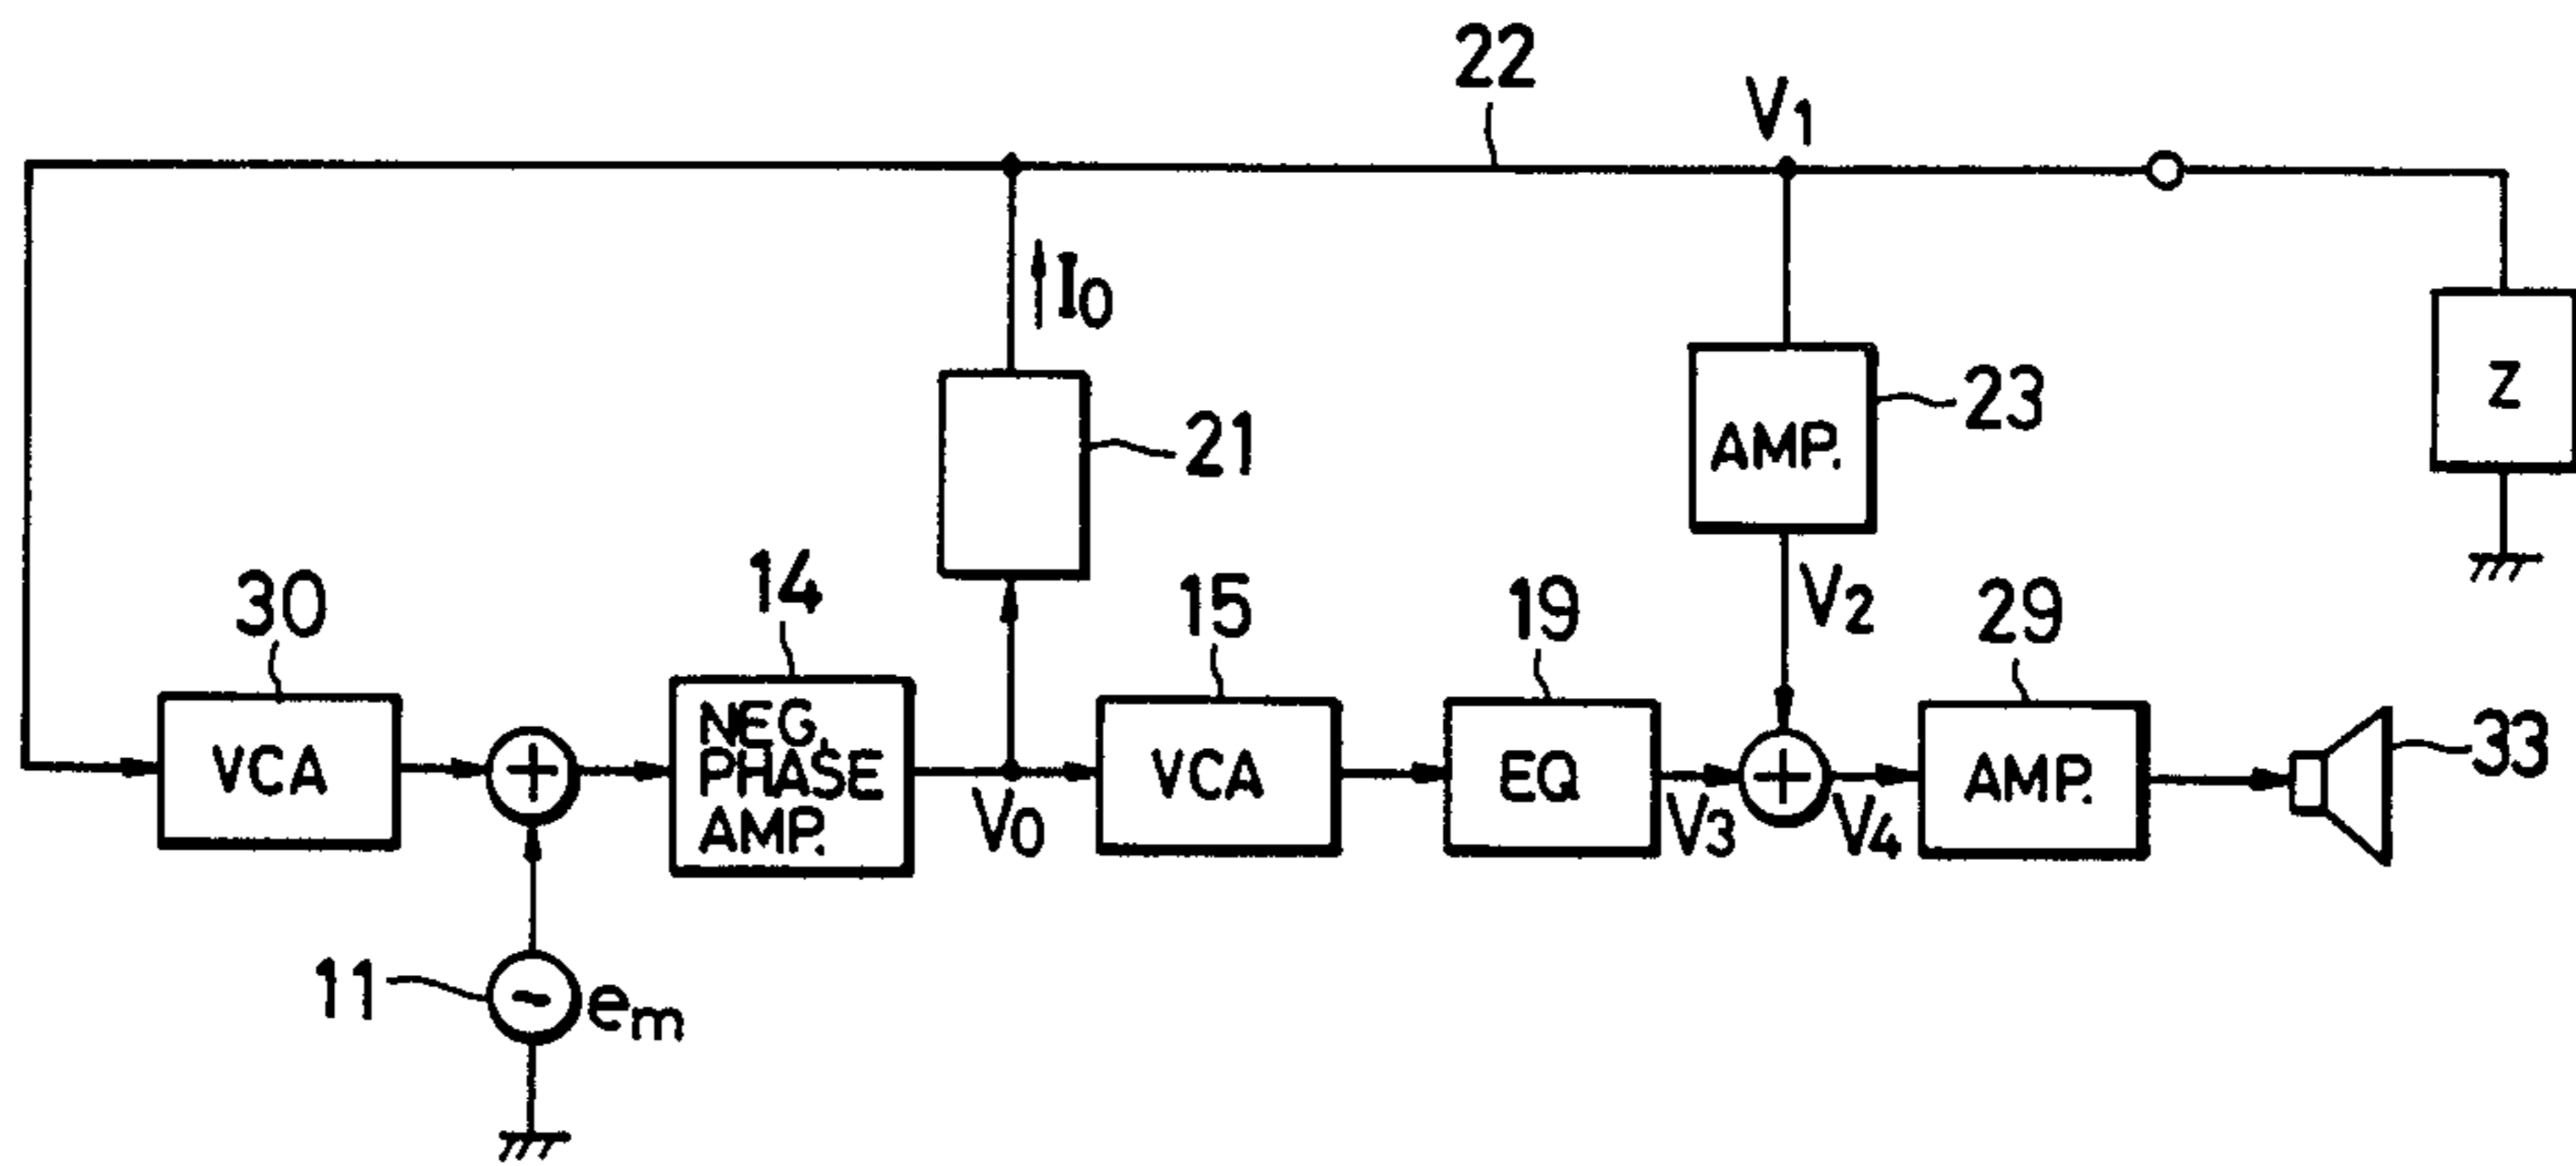 22
V1
I0
21
AMP.
23
Z
30
14
15
19
V2
29
VCA
NEG.
PHASE
AMP.
V0
VCA
EQ
V3
V4
AMP.
33
11
~
em